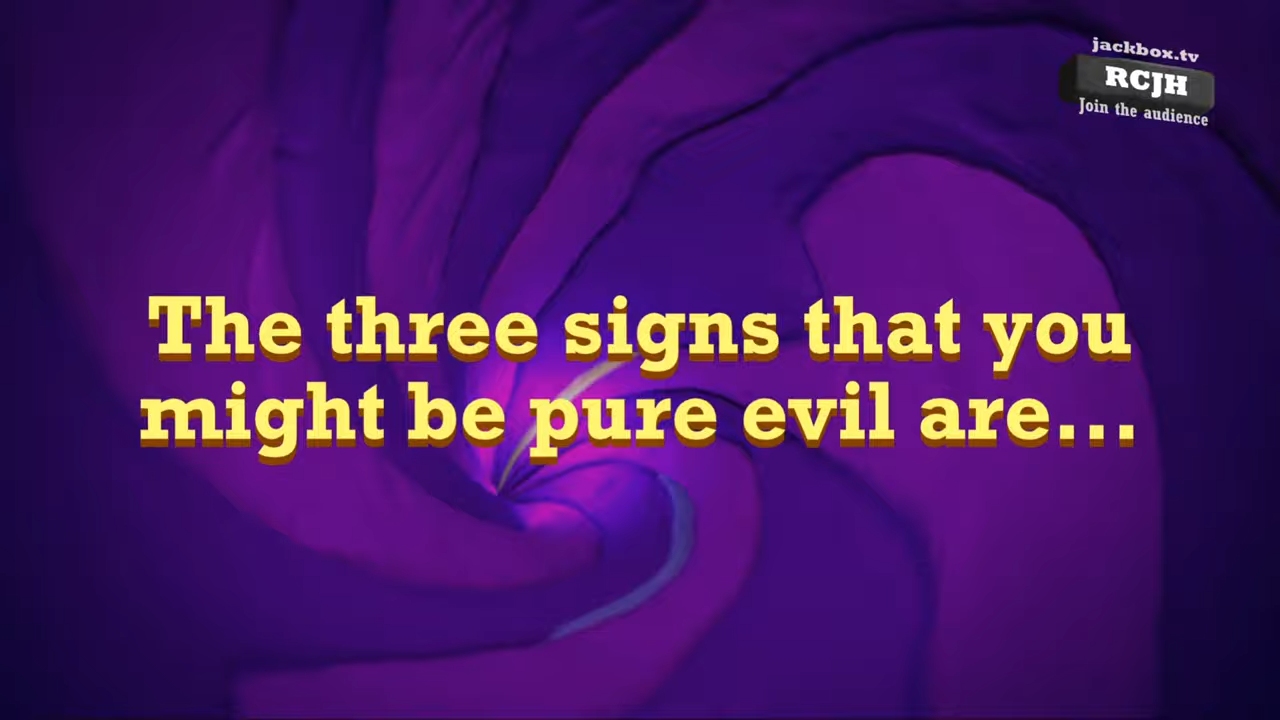 jackbox.tv
RCJH
Join the audience
The three signs that you
might be pure evil are...